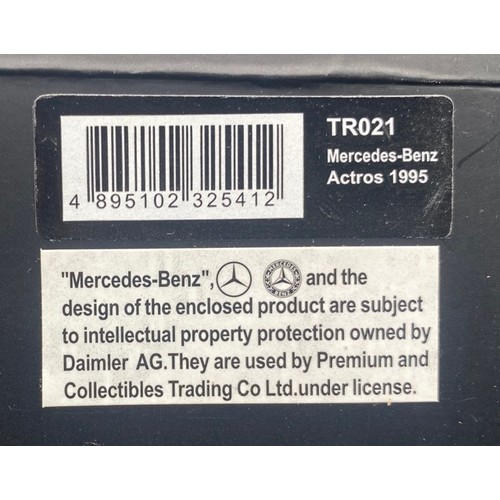 TR021
Mercedes-Benz
Actros 1995
4 895102 325412
"Mercedes-Benz", and the
design of the enclosed product are subject
to intellectual property protection owned by
Daimler AG.They are used by Premium and
Collectibles Trading Co Ltd.under license.
MERCEDES
BENZ